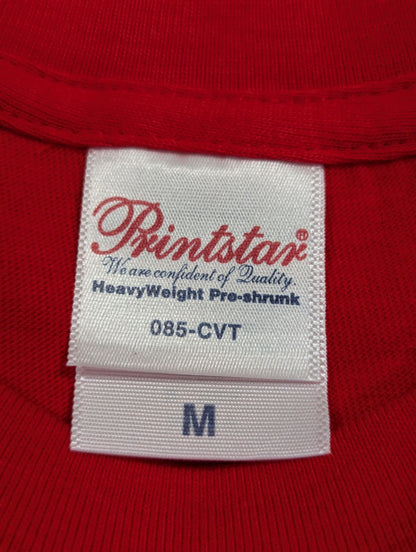 Printstar®
We are confident of Quality.
HeavyWeight Pre-shrunk
085-CVT
M